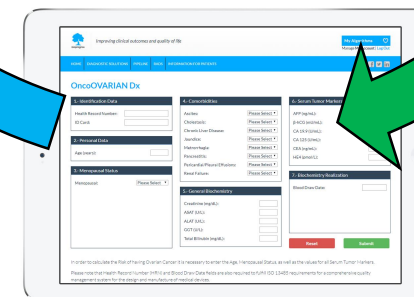 Improving clinical outcomes and quality of life
My Algorithms
Manage My Account | Log Out
HOME DIAGNOSTIC SOLUTIONS PIPELINE BLOG INFORMATION FOR PATIENTS
OncoOVARIAN Dx
1.- Identification Data
Health Record Number:
ID Card:
2.- Personal Data
Age (years):
3.- Menopausal Status
Menopausal: Please Select
4.- Comorbidities
Ascites: Please Select
Cholestasis: Please Select
Chronic Liver Disease: Please Select
Jaundice: Please Select
Metrorrhagia: Please Select
Pancreatitis: Please Select
Pericardial/Pleural Effusions: Please Select
Renal Failure: Please Select
5.- General Biochemistry
Creatinine (mg/dL):
ASAT (U/L):
ALAT (U/L):
GGT (U/L):
Total Bilirubin (mg/dL):
6.- Serum Tumor Markers
AFP (ng/mL):
β-HCG (mUI/mL):
CA 19.9 (U/mL):
CA 125 (U/mL):
CEA (ng/mL):
HE4 (pmol/L):
7.- Biochemistry Realization
Blood Draw Date:
Reset Submit
In order to calculate the Risk of having Ovarian Cancer it is necessary to enter the Age, Menopausal Status, as well as the values for all Serum Tumor Markers.
Please note that Health Record Number (HRN) and Blood Draw Date fields are also required to fulfill ISO 13485 requirements for a comprehensive quality
management system for the design and manufacture of medical devices.